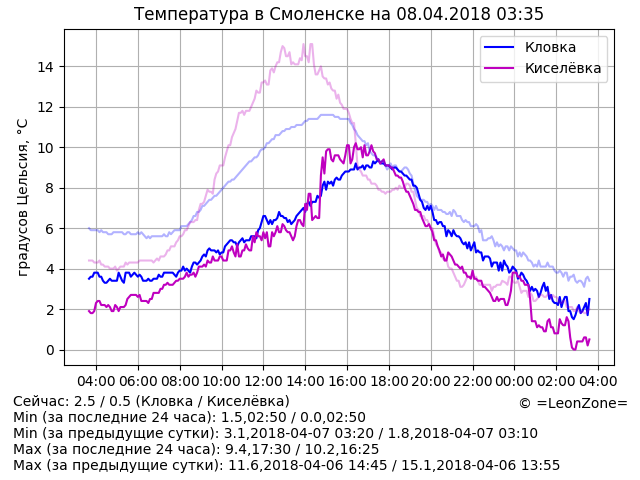 Температура в Смоленске на 08.04.2018 03:35
Кловка
Киселёвка
градусов Цельсия, °C
14
12
10
8
6
4
2
0
04:00 06:00 08:00 10:00 12:00 14:00 16:00 18:00 20:00 22:00 00:00 02:00 04:00
Сейчас: 2.5 / 0.5 (Кловка / Киселёвка)
© =LeonZone=
Min (за последние 24 часа): 1.5,02:50 / 0.0,02:50
Min (за предыдущие сутки): 3.1,2018-04-07 03:20 / 1.8,2018-04-07 03:10
Max (за последние 24 часа): 9.4,17:30 / 10.2,16:25
Max (за предыдущие сутки): 11.6,2018-04-06 14:45 / 15.1,2018-04-06 13:55